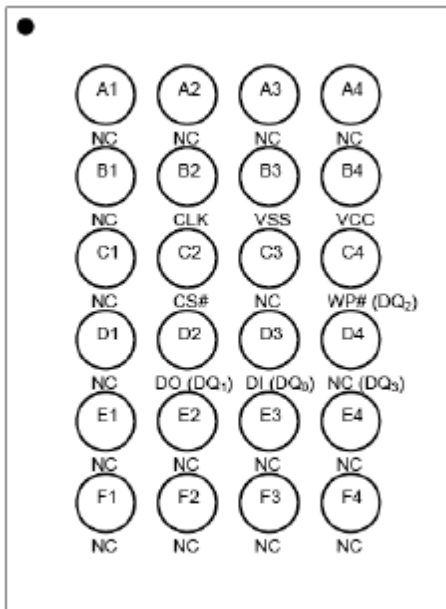 A1 A2 A3 A4
NC NC NC NC
B1 B2 B3 B4
NC CLK VSS VCC
C1 C2 C3 C4
NC CS# NC WP# (DQ₂)
D1 D2 D3 D4
NC DO (DQ₁) DI (DQ₀) NC (DQ₃)
E1 E2 E3 E4
NC NC NC NC
F1 F2 F3 F4
NC NC NC NC